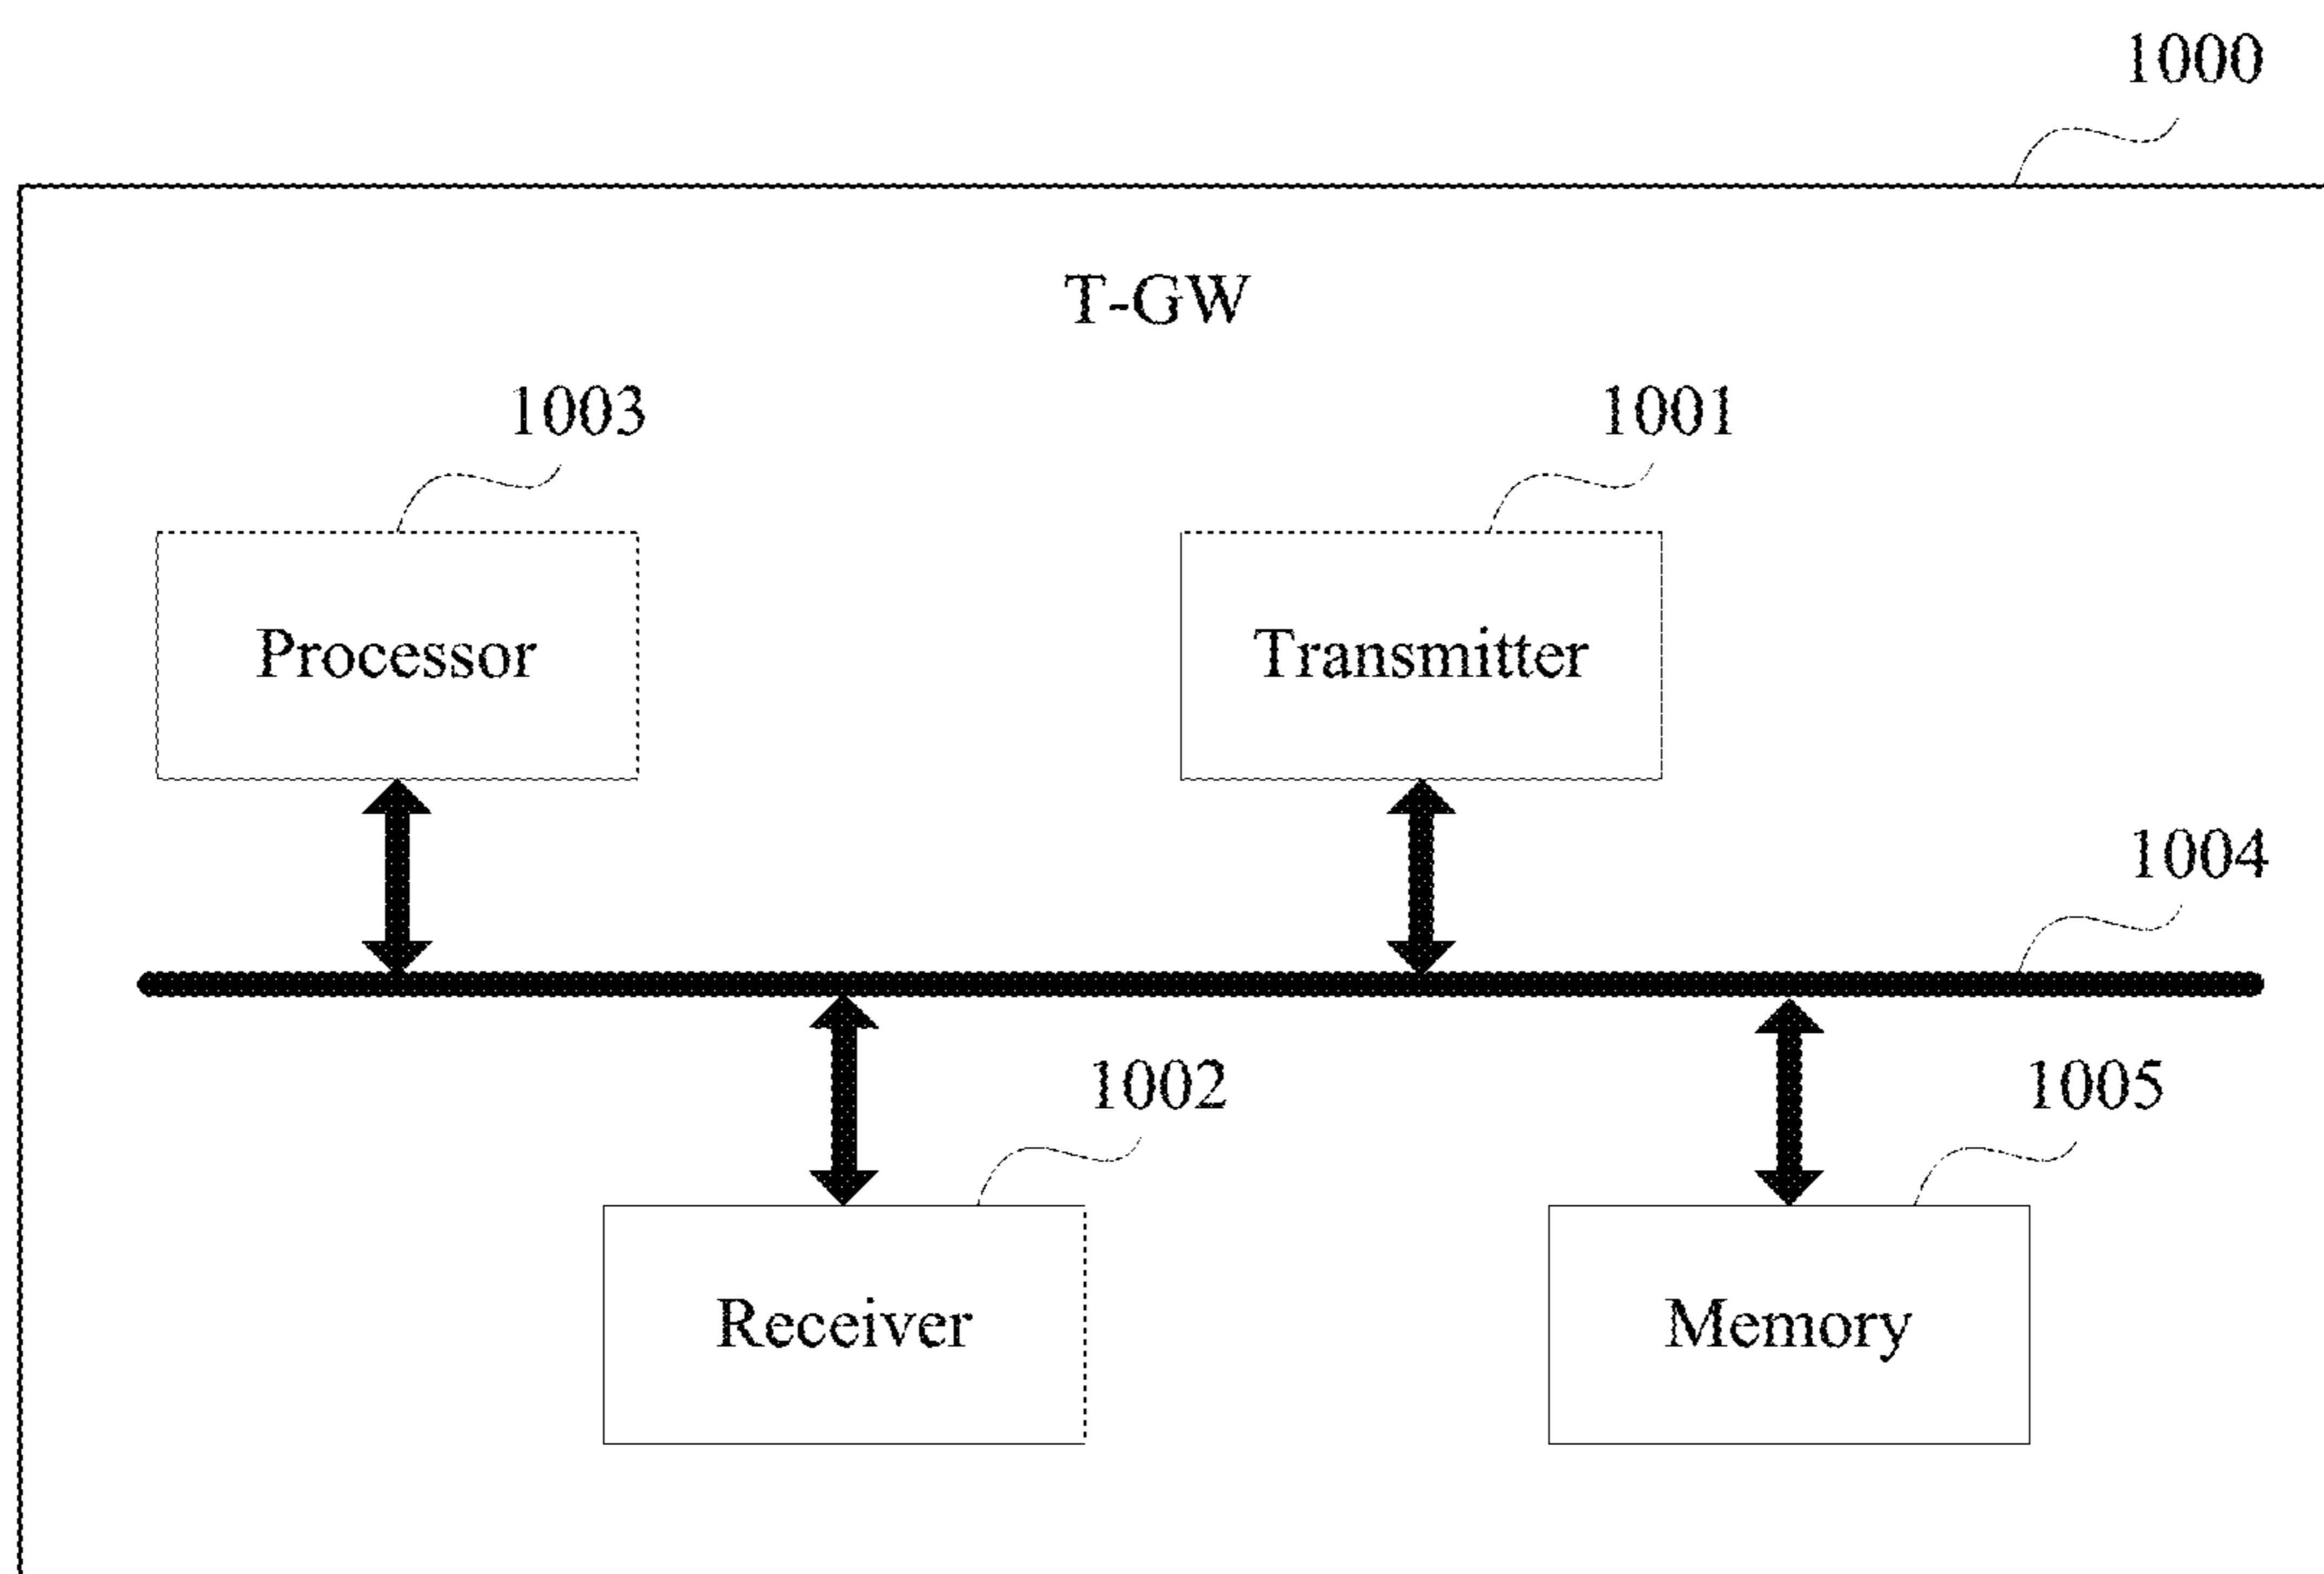 1000
T-GW
1003
1001
Processor
Transmitter
1004
1002
1005
Receiver
Memory